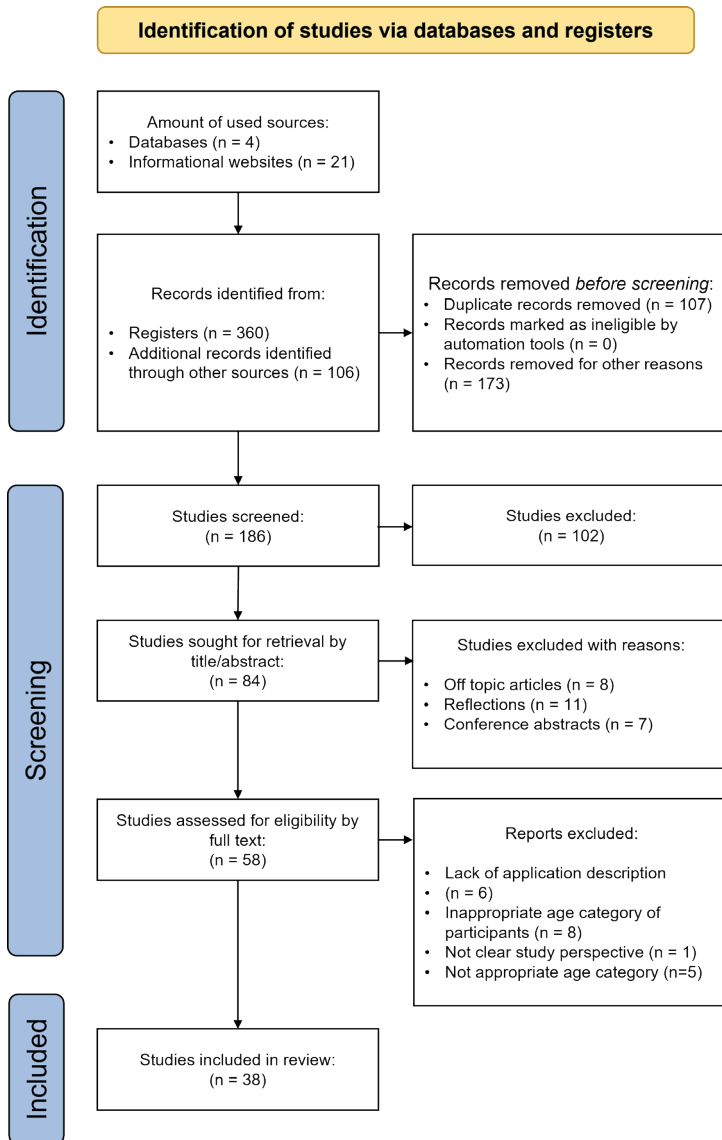 Identification of studies via databases and registers
Identification
Amount of used sources:
• Databases (n = 4)
• Informational websites (n = 21)
Records identified from:
• Registers (n = 360)
• Additional records identified
through other sources (n = 106)
Records removed before screening:
• Duplicate records removed (n = 107)
• Records marked as ineligible by
automation tools (n = 0)
• Records removed for other reasons
(n = 173)
Screening
Studies screened:
(n = 186)
Studies excluded:
(n = 102)
Studies sought for retrieval by
title/abstract:
(n = 84)
Studies excluded with reasons:
• Off topic articles (n = 8)
• Reflections (n = 11)
• Conference abstracts (n = 7)
Studies assessed for eligibility by
full text:
(n = 58)
Reports excluded:
• Lack of application description
• (n = 6)
• Inappropriate age category of
participants (n = 8)
• Not clear study perspective (n = 1)
• Not appropriate age category (n=5)
Included
Studies included in review:
(n = 38)